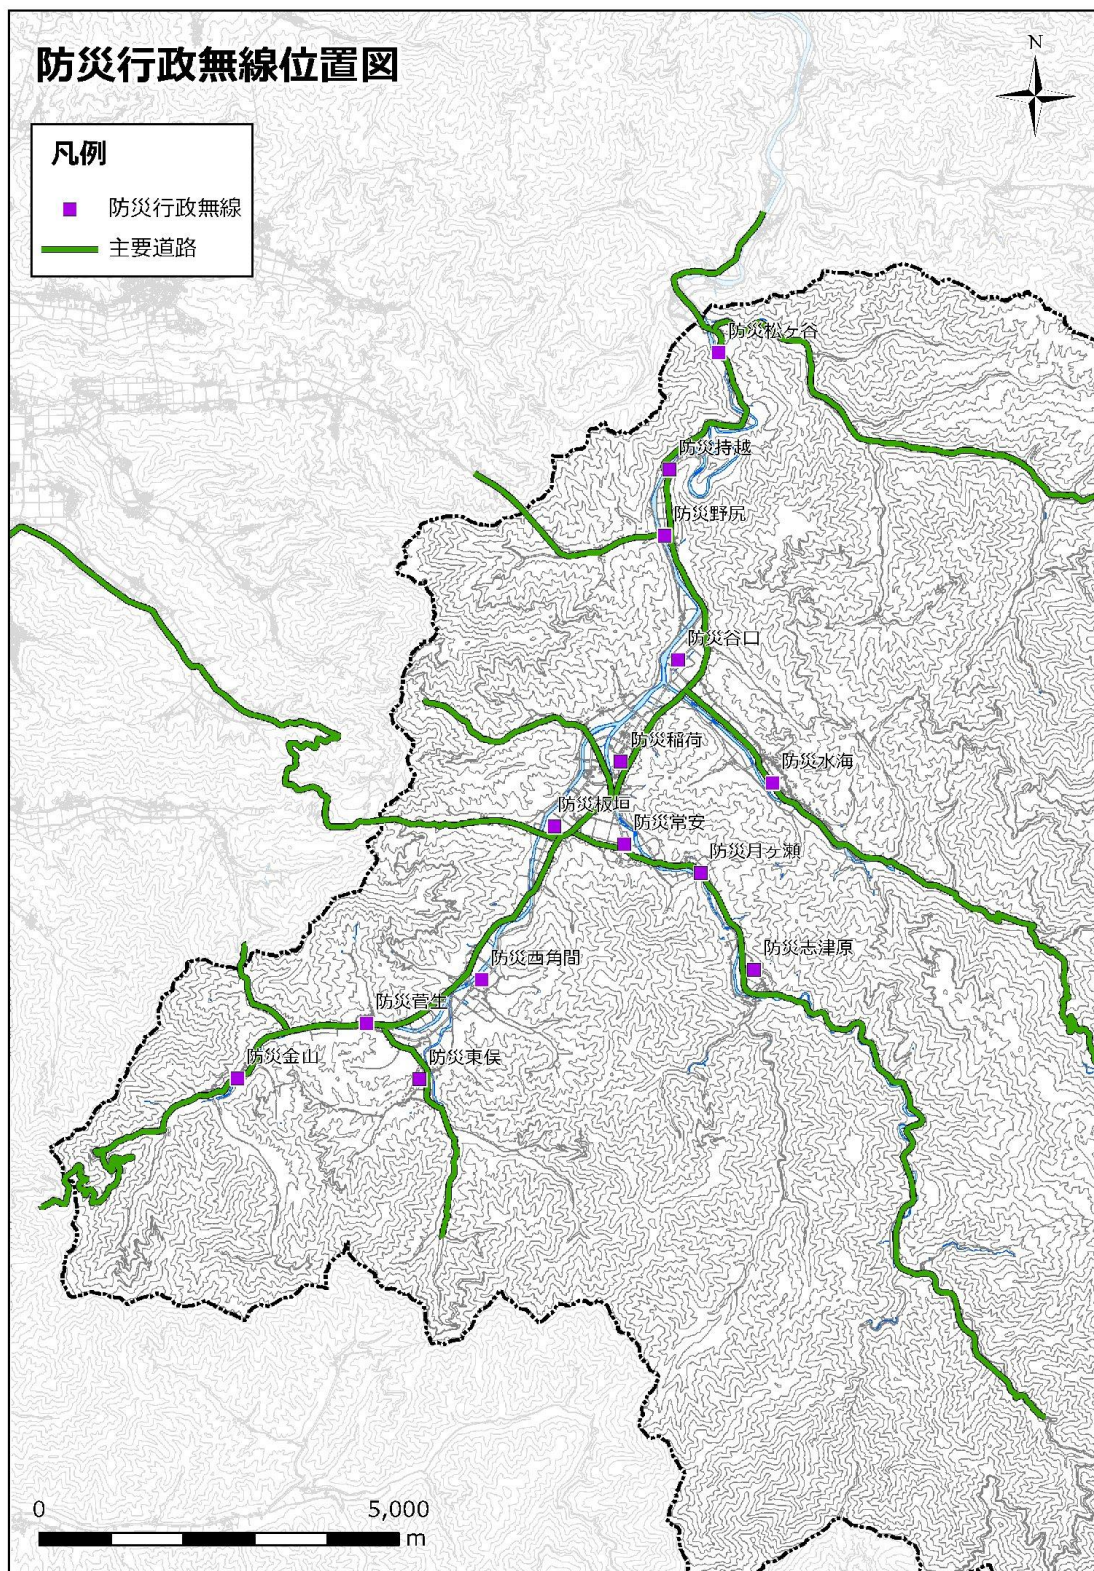 防災行政無線位置図
N
凡例
防災行政無線
主要道路
防災松ヶ谷
防災持越
防災野尻
防災谷口
防災稲荷
防災水海
防災板垣
防災常安
防災月ヶ瀬
防災志津原
防災西角間
防災菅生
防災金山
防災東俣
0
5,000
m